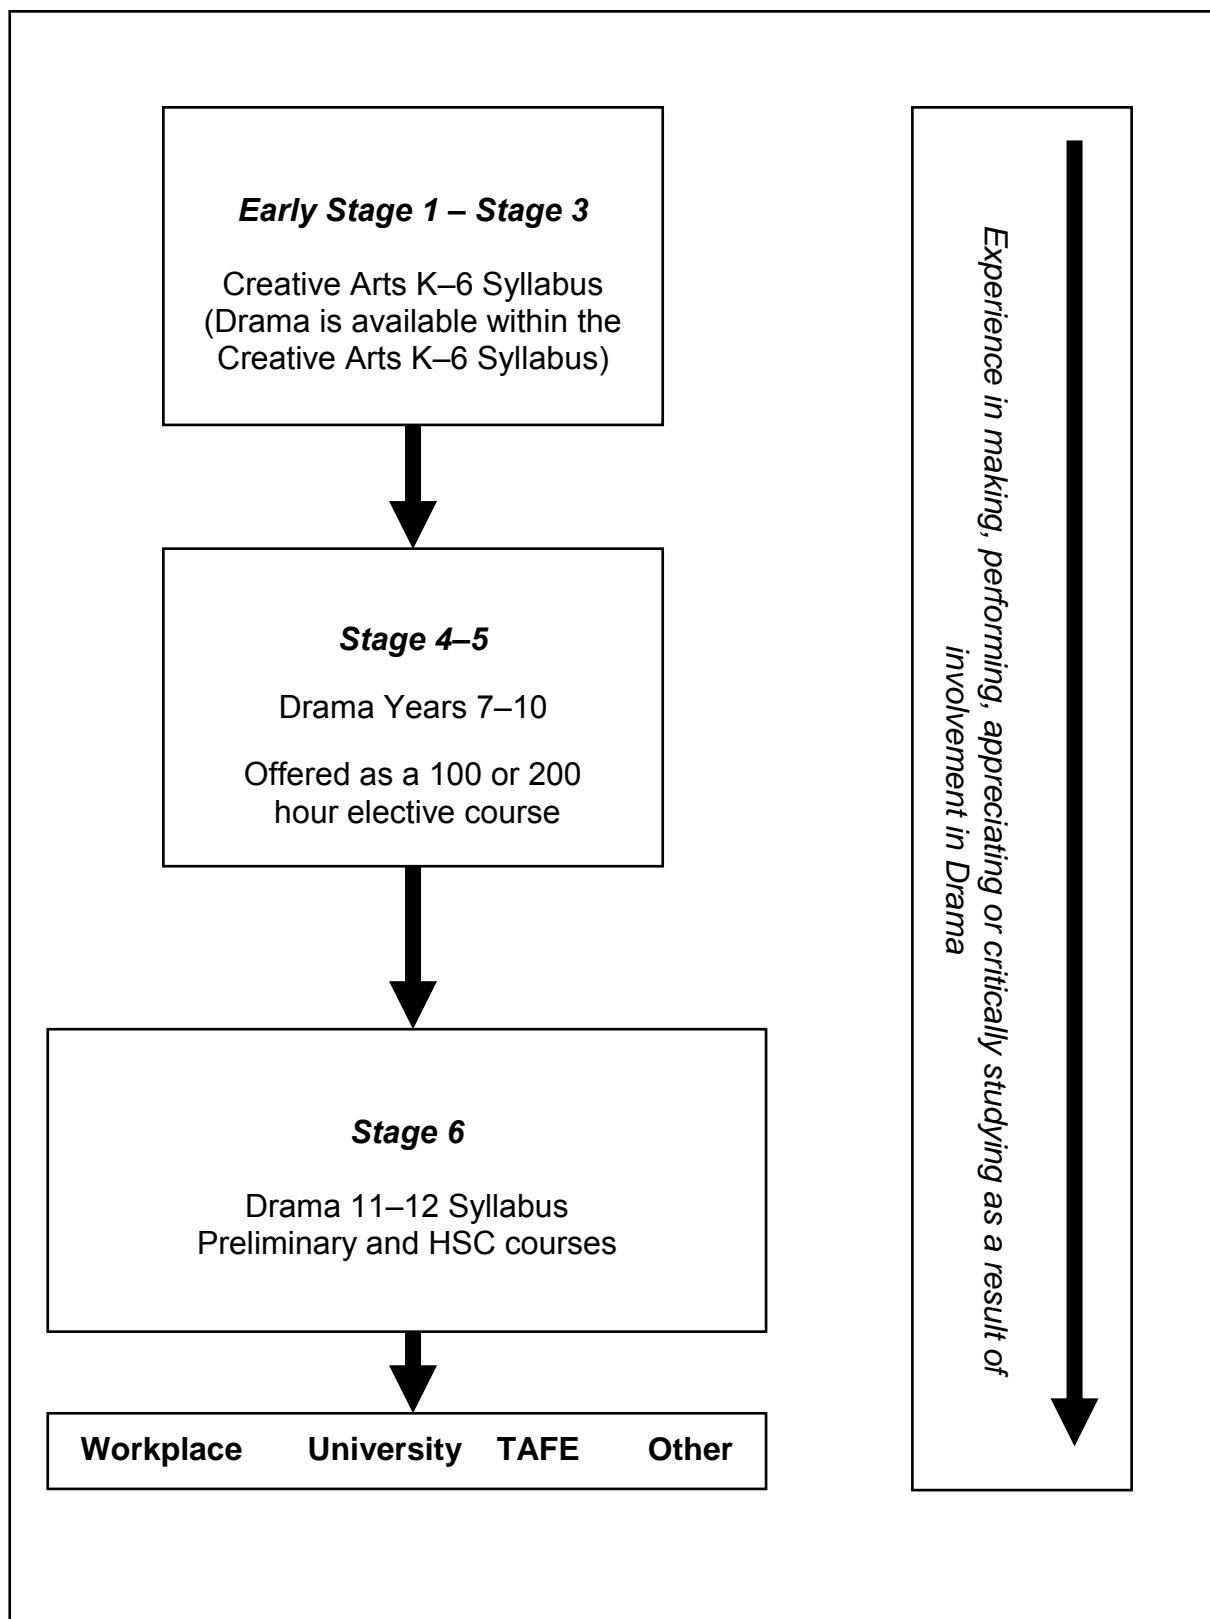 Early Stage 1 – Stage 3
Creative Arts K–6 Syllabus
(Drama is available within the
Creative Arts K–6 Syllabus)
Stage 4–5
Drama Years 7–10
Offered as a 100 or 200
hour elective course
Stage 6
Drama 11–12 Syllabus
Preliminary and HSC courses
Workplace University TAFE Other
Experience in making, performing, appreciating or critically studying as a result of
involvement in Drama